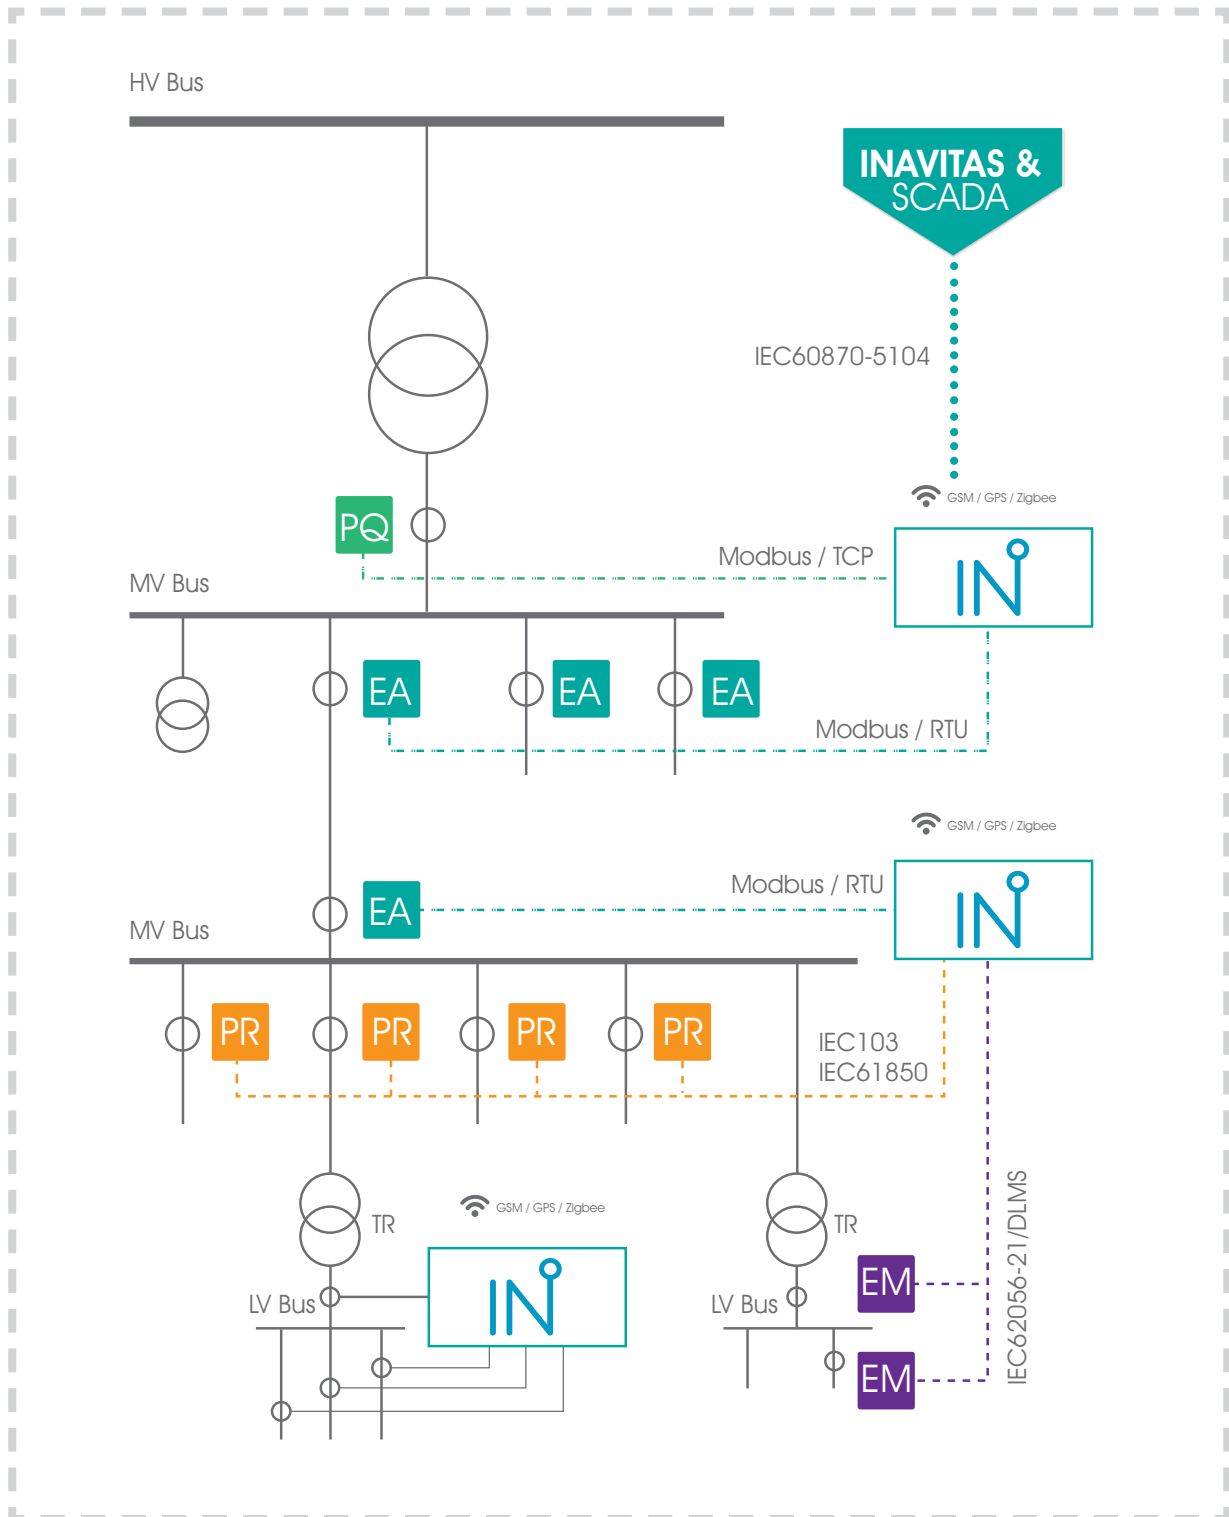 HV Bus
INAVITAS &
SCADA
IEC60870-5104
GSM / GPS / Zigbee
PQ
Modbus / TCP
IN
MV Bus
EA
EA
EA
Modbus / RTU
GSM / GPS / Zigbee
Modbus / RTU
EA
IN
MV Bus
PR
PR
PR
PR
IEC103
IEC61850
IEC62056-21/DLMS
GSM / GPS / Zigbee
TR
TR
IN
EM
LV Bus
LV Bus
EM